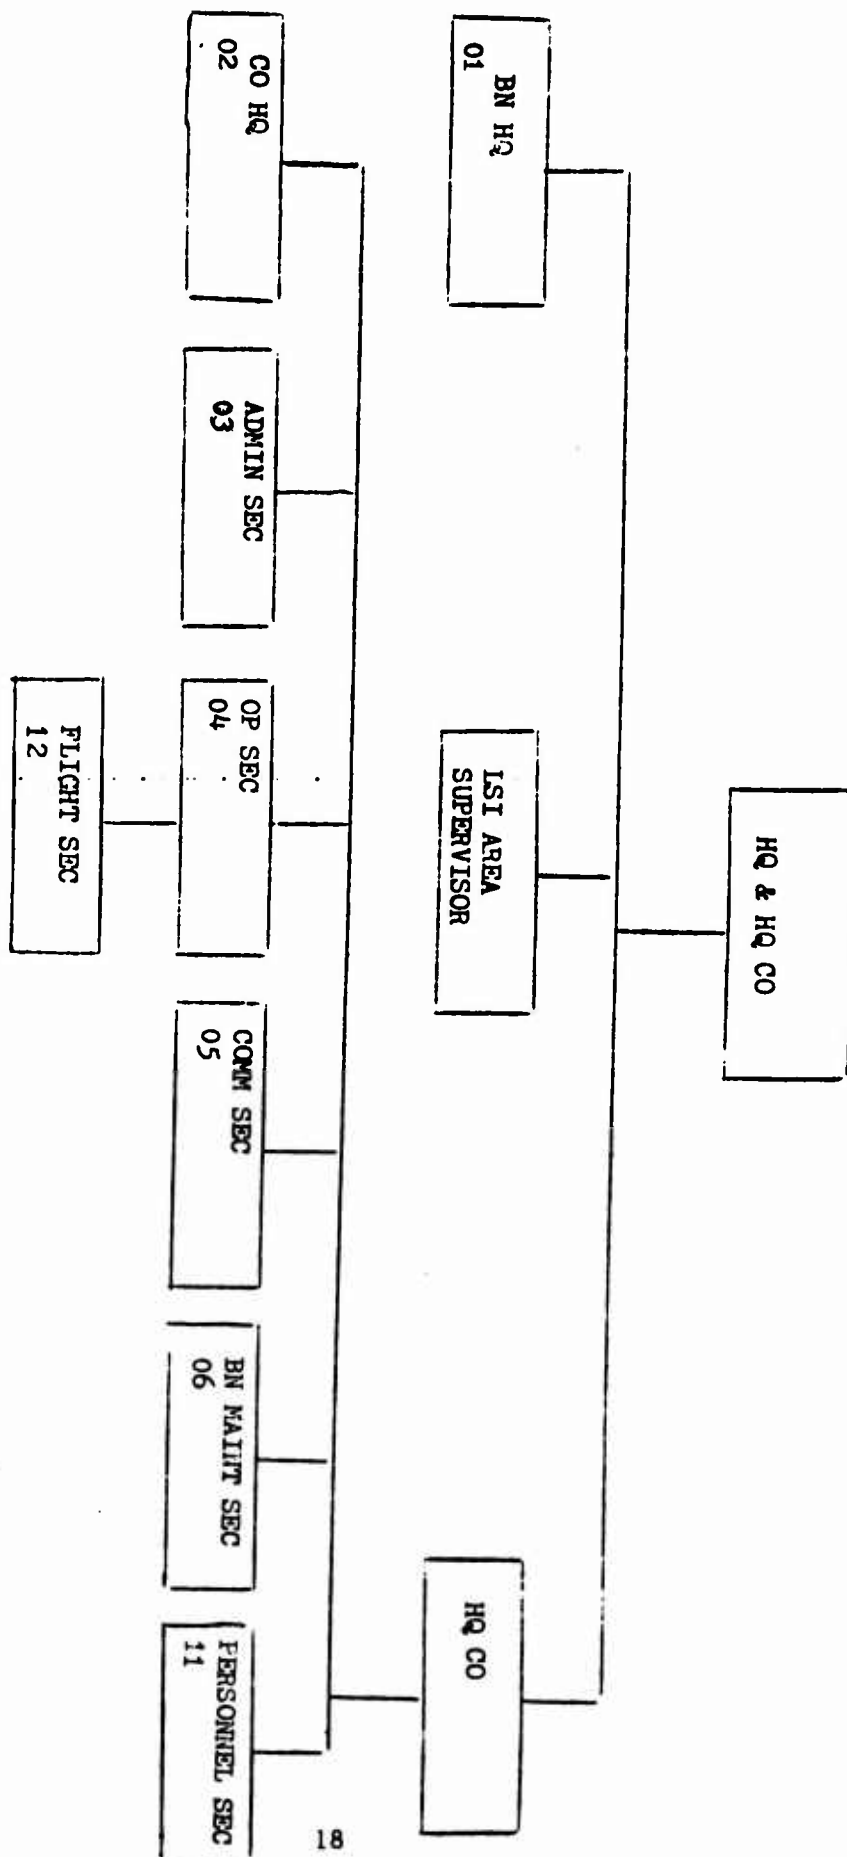 HQ & HQ CO
BN HQ
01
LSI AREA
SUPERVISOR
HQ CO
CO HQ
02
ADMIN SEC
03
OP SEC
04
COMM SEC
05
BN MAINT SEC
06
PERSONNEL SEC
11
FLIGHT SEC
12
18